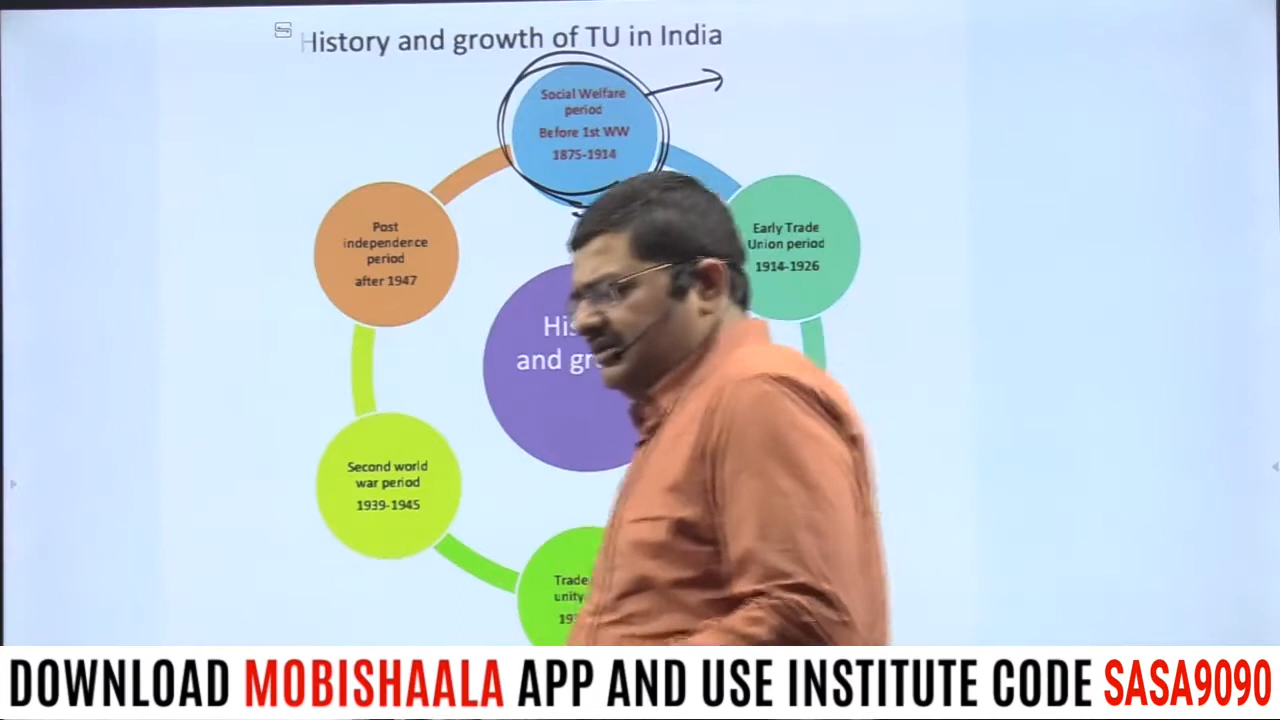 History and growth of TU in India
Social Welfare
period
Before 1st WW
1875-1914
Early Trade
Union period
1914-1926
Post
independence
period
after 1947
and
Second world
war period
1939-1945
Trade
DOWNLOAD MOBISHAALA APP AND USE INSTITUTE CODE SASA9090